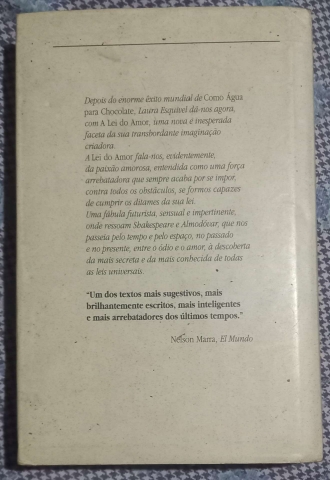 Depois do enorme êxito mundial de Como Água
para Chocolate, Laura Esquivel dá-nos agora,
com A Lei do Amor, uma nova e inesperada
faceta da sua transbordante imaginação
criadora.
A Lei do Amor fala-nos, evidentemente,
da paixão amorosa, entendida como uma força
arrebatadora que sempre acaba por se impor,
contra todos os obstáculos, se formos capazes
de cumprir os ditames da sua lei.
Uma fábula futurista, sensual e impertinente,
onde ressoam Shakespeare e Almodóvar, que nos
passeia pelo tempo e pelo espaço, no passado
e no presente, entre o ódio e o amor, à descoberta
da mais secreta e da mais conhecida de todas
as leis universais.
"Um dos textos mais sugestivos, mais
brilhantemente escritos, mais inteligentes
e mais arrebatadores dos últimos tempos."
Nelson Marra, El Mundo